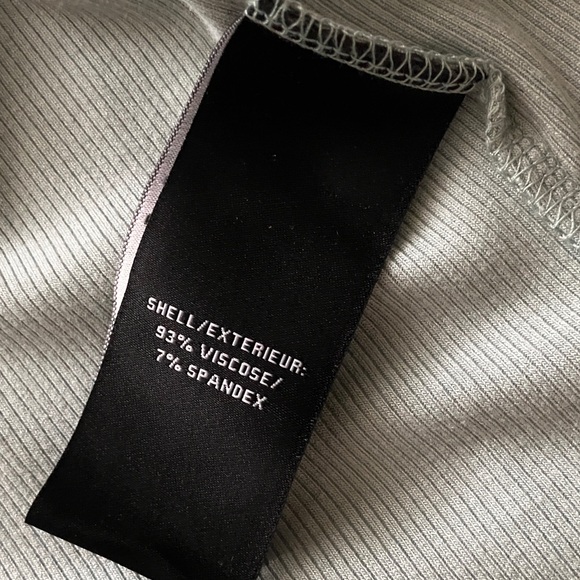 SHELL/EXTERIEUR:
93% VISCOSE/
7% SPANDEX